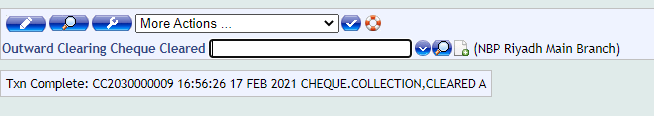 More Actions ...
Outward Clearing Cheque Cleared (NBP Riyadh Main Branch)
Txn Complete: CC2030000009 16:56:26 17 FEB 2021 CHEQUE.COLLECTION,CLEARED A